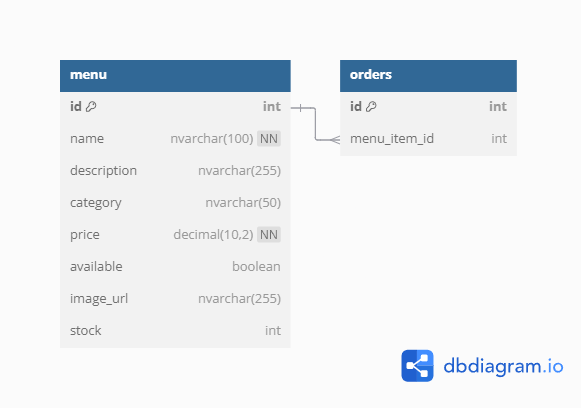 menu
id int
name nvarchar(100) NN
description nvarchar(255)
category nvarchar(50)
price decimal(10,2) NN
available boolean
image_url nvarchar(255)
stock int
orders
id int
menu_item_id int
dbdiagram.io